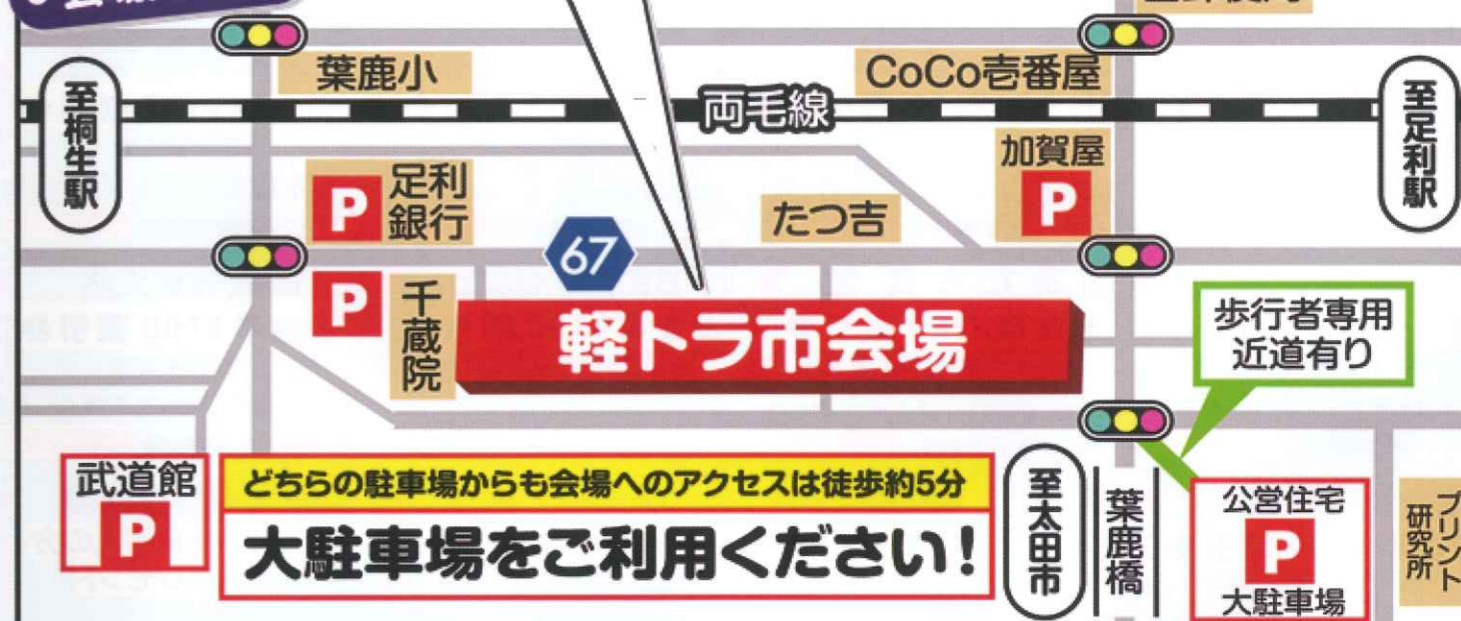 葉鹿小
CoCo壱番屋
両毛線
至桐生駅
至足利駅
足利
銀行
P
加賀屋
P
たつ吉
67
P
千蔵院
軽トラ市会場
歩行者専用
近道有り
武道館
P
どちらの駐車場からも会場へのアクセスは徒歩約5分
大駐車場をご利用ください!
至太田市
葉鹿橋
公営住宅
P
大駐車場
プリント
研究所